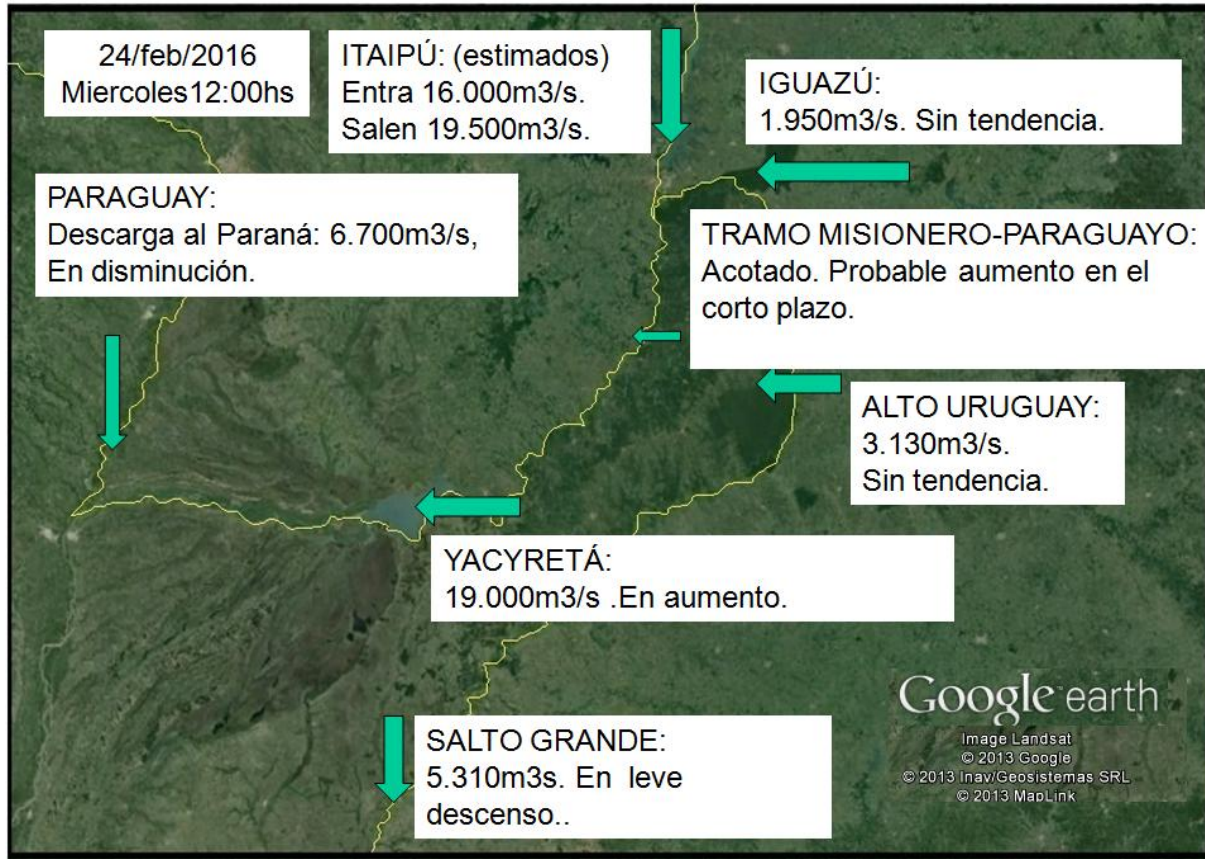 24/feb/2016
Miercoles12:00hs
ITAIPÚ: (estimados)
Entra 16.000m3/s.
Salen 19.500m3/s.
IGUAZÚ:
1.950m3/s. Sin tendencia.
PARAGUAY:
Descarga al Paraná: 6.700m3/s,
En disminución.
TRAMO MISIONERO-PARAGUAYO:
Acotado. Probable aumento en el
corto plazo.
ALTO URUGUAY:
3.130m3/s.
Sin tendencia.
YACYRETÁ:
19.000m3/s .En aumento.
SALTO GRANDE:
5.310m3s. En leve
descenso..
Google earth
Image Landsat
© 2013 Google
© 2013 Inav/Geosistemas SRL
© 2013 MapLink